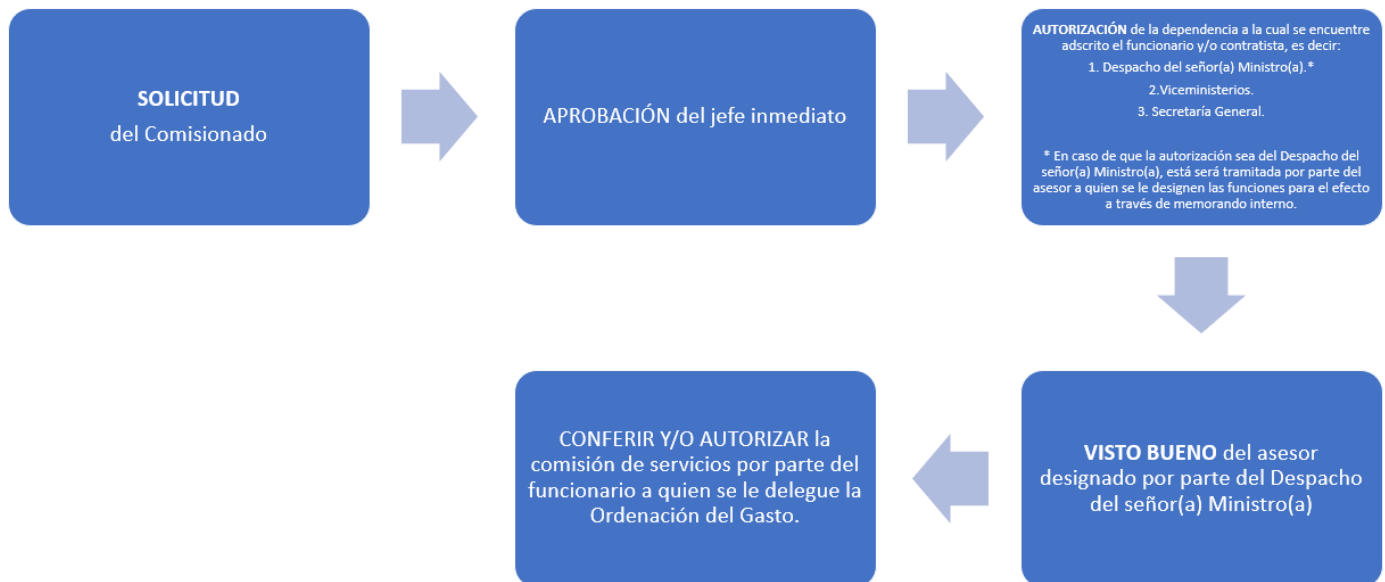 SOLICITUD
del Comisionado
APROBACIÓN del jefe inmediato
AUTORIZACIÓN de la dependencia a la cual se encuentre
adscrito el funcionario y/o contratista, es decir:
1. Despacho del señor(a) Ministro(a).*
2.Viceministerios.
3. Secretaría General.
* En caso de que la autorización sea del Despacho del
señor(a) Ministro(a), está será tramitada por parte del
asesor a quien se le designen las funciones para el efecto
a través de memorando interno.
VISTO BUENO del asesor
designado por parte del Despacho
del señor(a) Ministro(a)
CONFERIR Y/O AUTORIZAR la
comisión de servicios por parte del
funcionario a quien se le delegue la
Ordenación del Gasto.